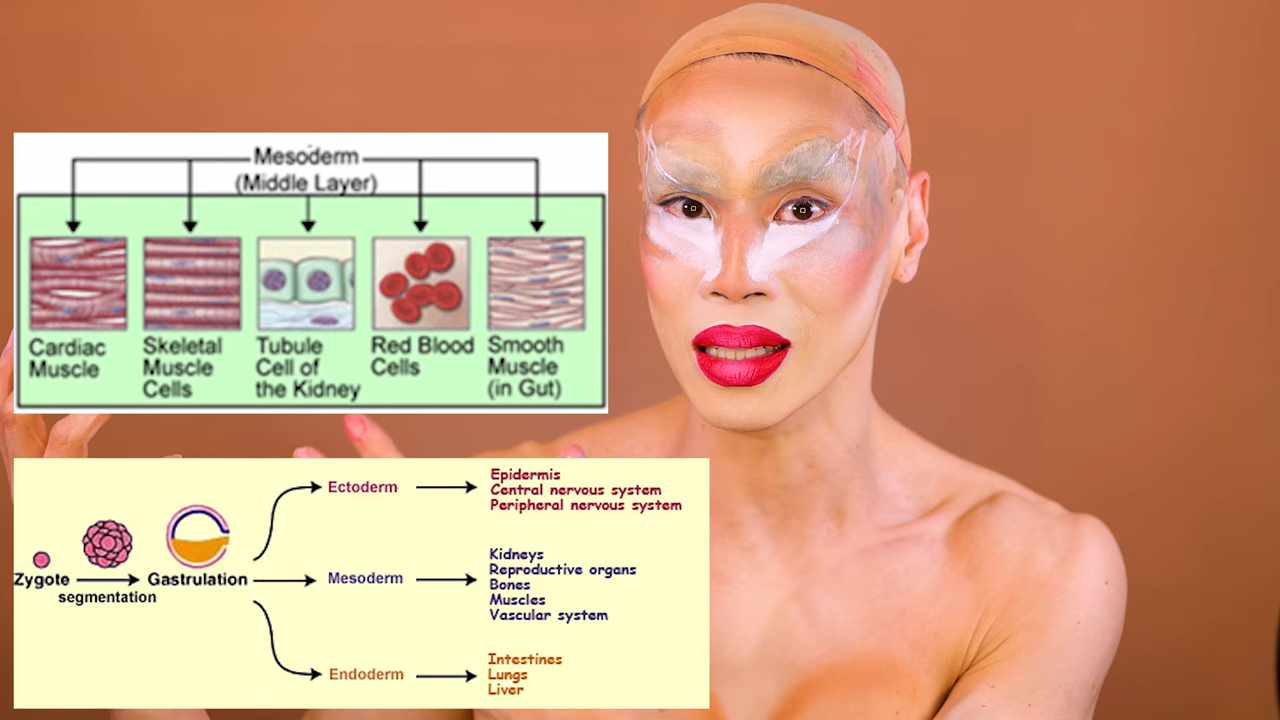 Mesoderm
(Middle Layer)
Cardiac
Muscle
Skeletal
Muscle
Cells
Tubule
Cell of
the Kidney
Red Blood
Cells
Smooth
Muscle
(in Gut)
Zygote
segmentation
Gastrulation
Ectoderm
Epidermis
Central nervous system
Peripheral nervous system
Mesoderm
Kidneys
Reproductive organs
Bones
Muscles
Vascular system
Endoderm
Intestines
Lungs
Liver